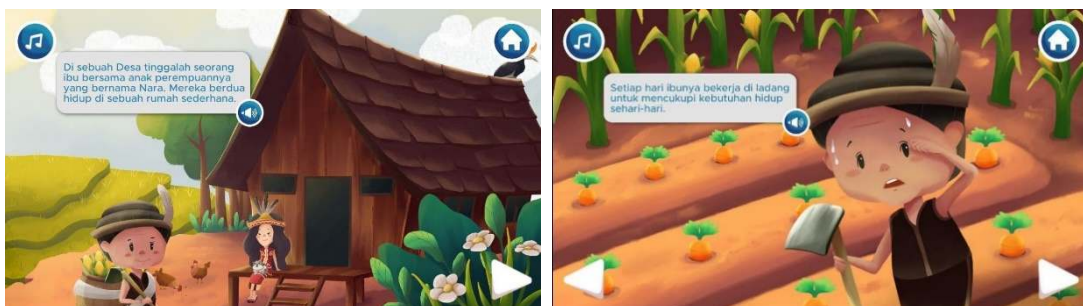 Di sebuah Desa tinggalah seorang
ibu bersama anak perempuannya
yang bernama Nara. Mereka berdua
hidup di sebuah rumah sederhana.
Setiap hari ibunya bekerja di ladang
untuk mencukupi kebutuhan hidup
sehari-hari.